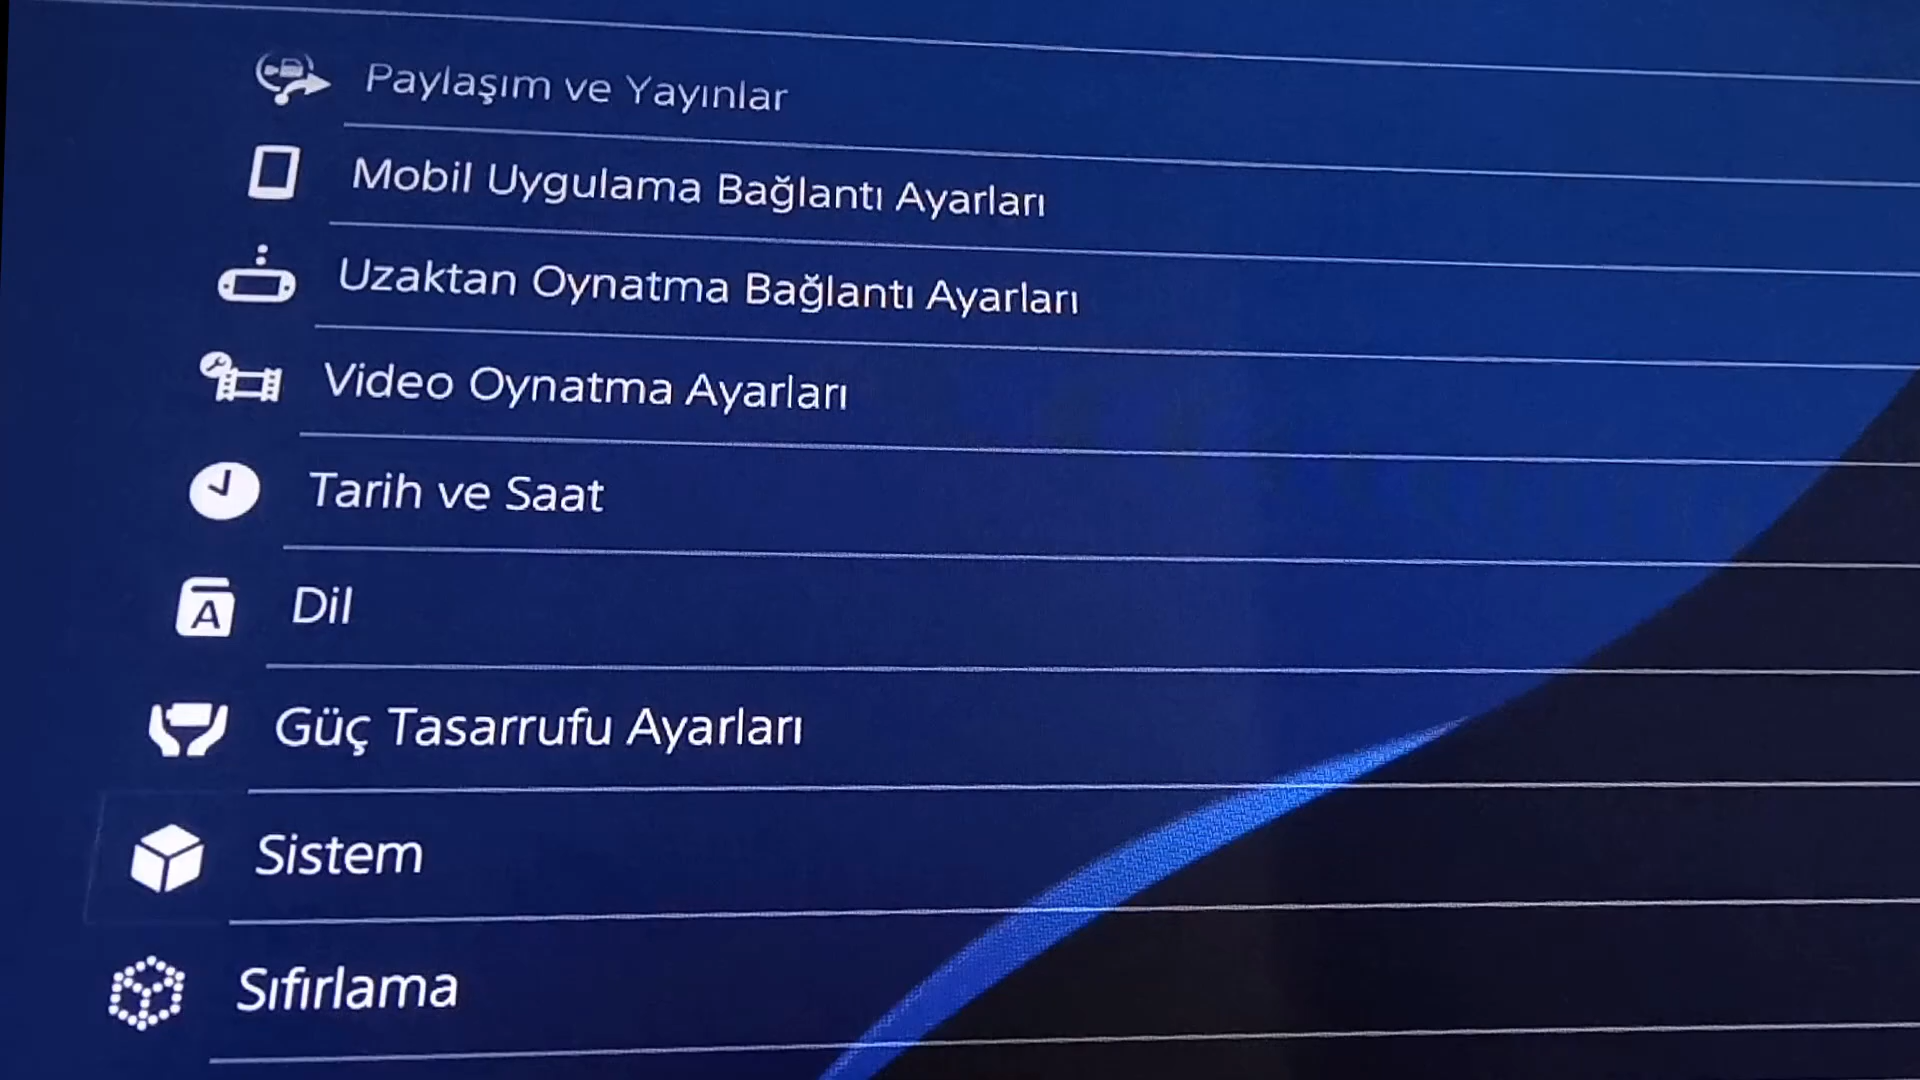 Paylaşım ve Yayınlar
Mobil Uygulama Bağlantı Ayarları
Uzaktan Oynatma Bağlantı Ayarları
Video Oynatma Ayarları
Tarih ve Saat
A Dil
Güç Tasarrufu Ayarları
Sistem
Sıfırlama